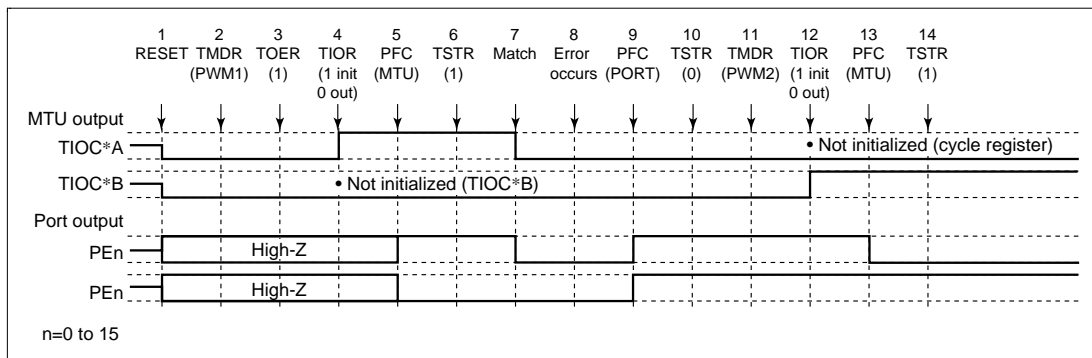 1 2 3 4 5 6 7 8 9 10 11 12 13 14
RESET TMDR TOER TIOR PFC TSTR Match Error PFC TSTR TMDR TIOR PFC TSTR
(PWM1) (1) (1 init (MTU) (1) occurs (PORT) (0) (PWM2) (1 init (MTU) (1)
0 out) 0 out)
MTU output
TIOC*A • Not initialized (cycle register)
TIOC*B • Not initialized (TIOC*B)
Port output
PEn High-Z
PEn High-Z
n=0 to 15